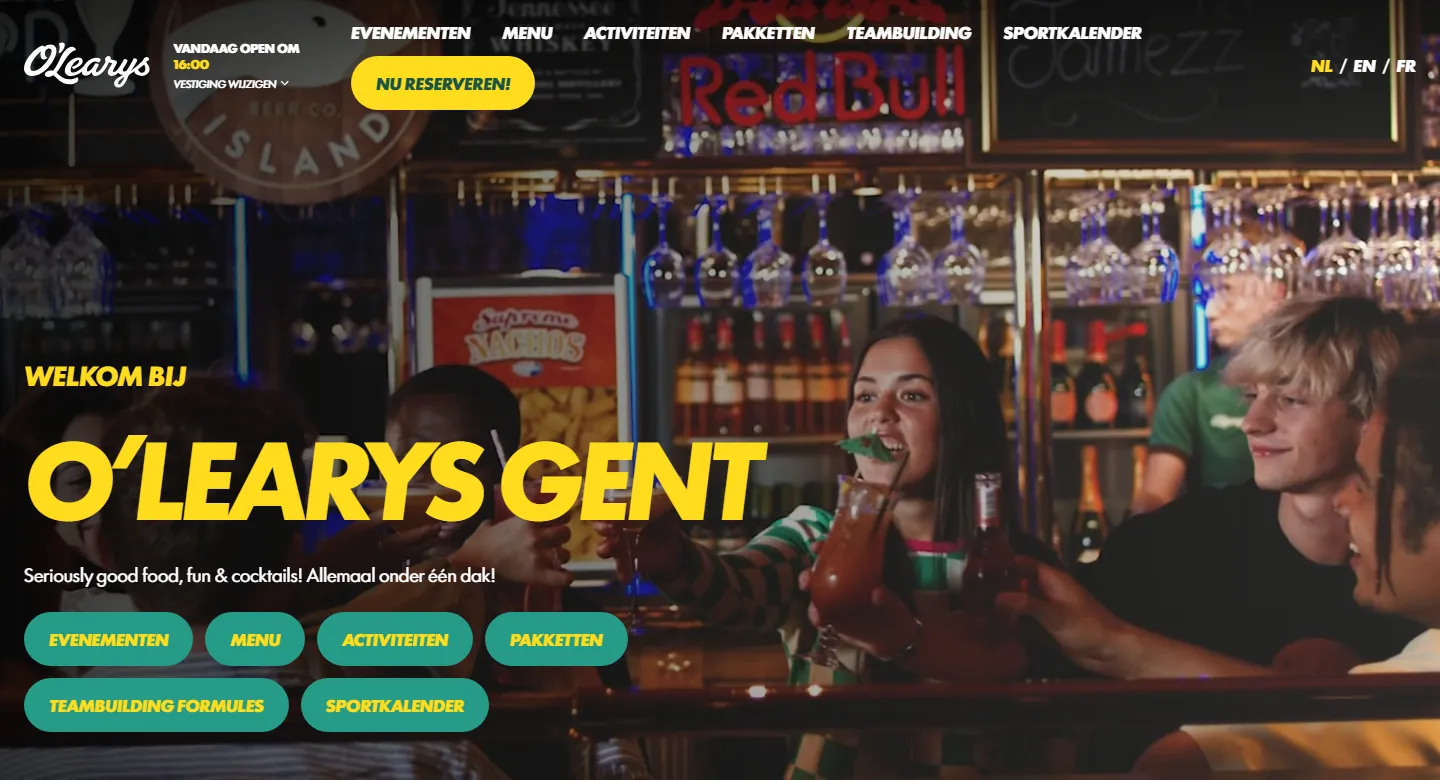 O'Learys
VANDAAG OPEN OM
16:00
VESTIGING WIJZIGEN
EVENEMENTEN
MENU
ACTIVITEITEN
PAKKETTEN
TEAMBUILDING
SPORTKALENDER
NU RESERVEREN!
NL / EN / FR
Tennessee
WHISKEY
BEER CO.
ISLAND
Red Bull
Supreme
NACHOS
WELKOM BIJ
O'LEARYS GENT
Seriously good food, fun & cocktails! Allemaal onder één dak!
EVENEMENTEN
MENU
ACTIVITEITEN
PAKKETTEN
TEAMBUILDING FORMULES
SPORTKALENDER